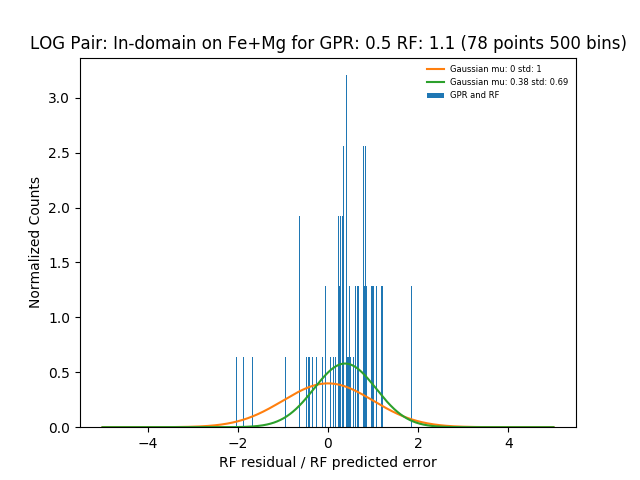 LOG Pair: In-domain on Fe+Mg for GPR: 0.5 RF: 1.1 (78 points 500 bins)
Gaussian mu: 0 std: 1
Gaussian mu: 0.38 std: 0.69
GPR and RF
Normalized Counts
3.0
2.5
2.0
1.5
1.0
0.5
0.0
−4 −2 0 2 4
RF residual / RF predicted error